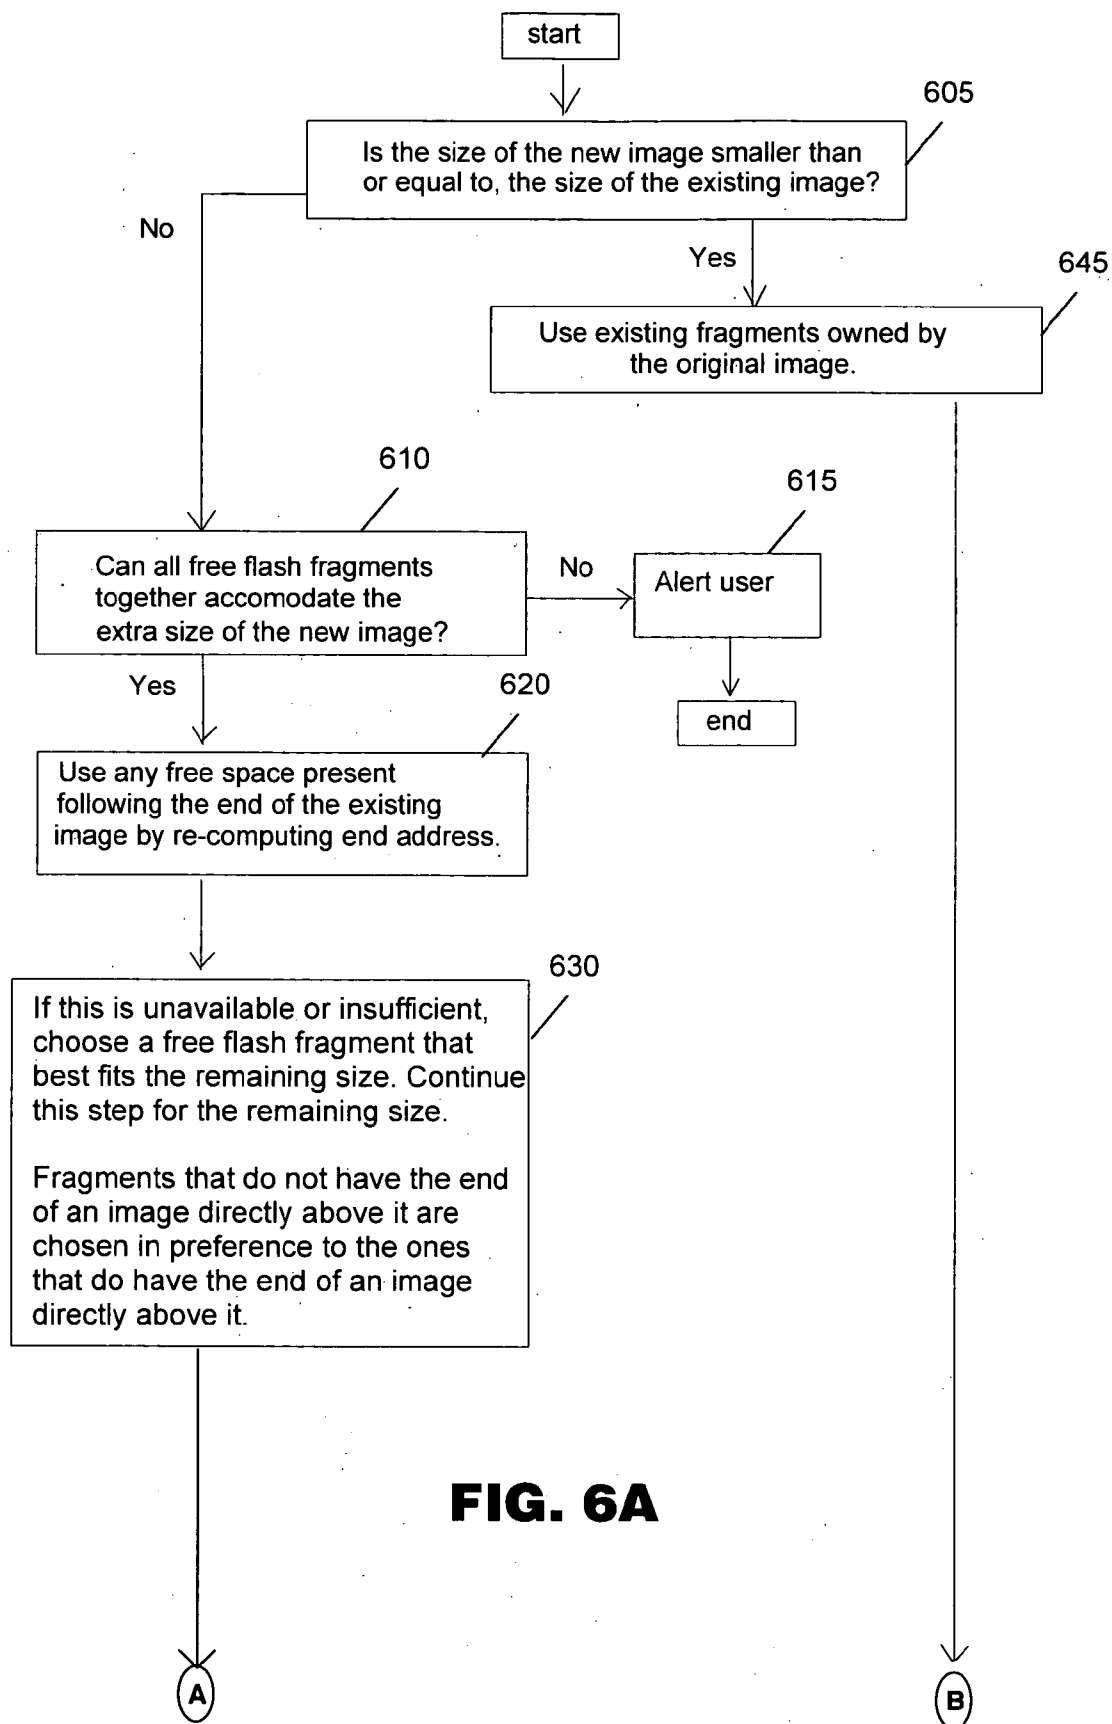 start
605
Is the size of the new image smaller than
or equal to, the size of the existing image?
No
Yes
645
Use existing fragments owned by
the original image.
610
615
Can all free flash fragments
together accomodate the
extra size of the new image?
No
Alert user
Yes
620
end
Use any free space present
following the end of the existing
image by re-computing end address.
630
If this is unavailable or insufficient,
choose a free flash fragment that
best fits the remaining size. Continue
this step for the remaining size.
Fragments that do not have the end
of an image directly above it are
chosen in preference to the ones
that do have the end of an image
directly above it.
FIG. 6A
A
B